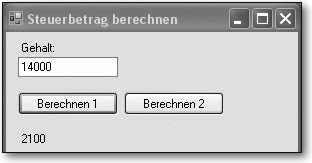 Steuerbetrag berechnen
Gehalt:
14000
Berechnen 1 Berechnen 2
2100